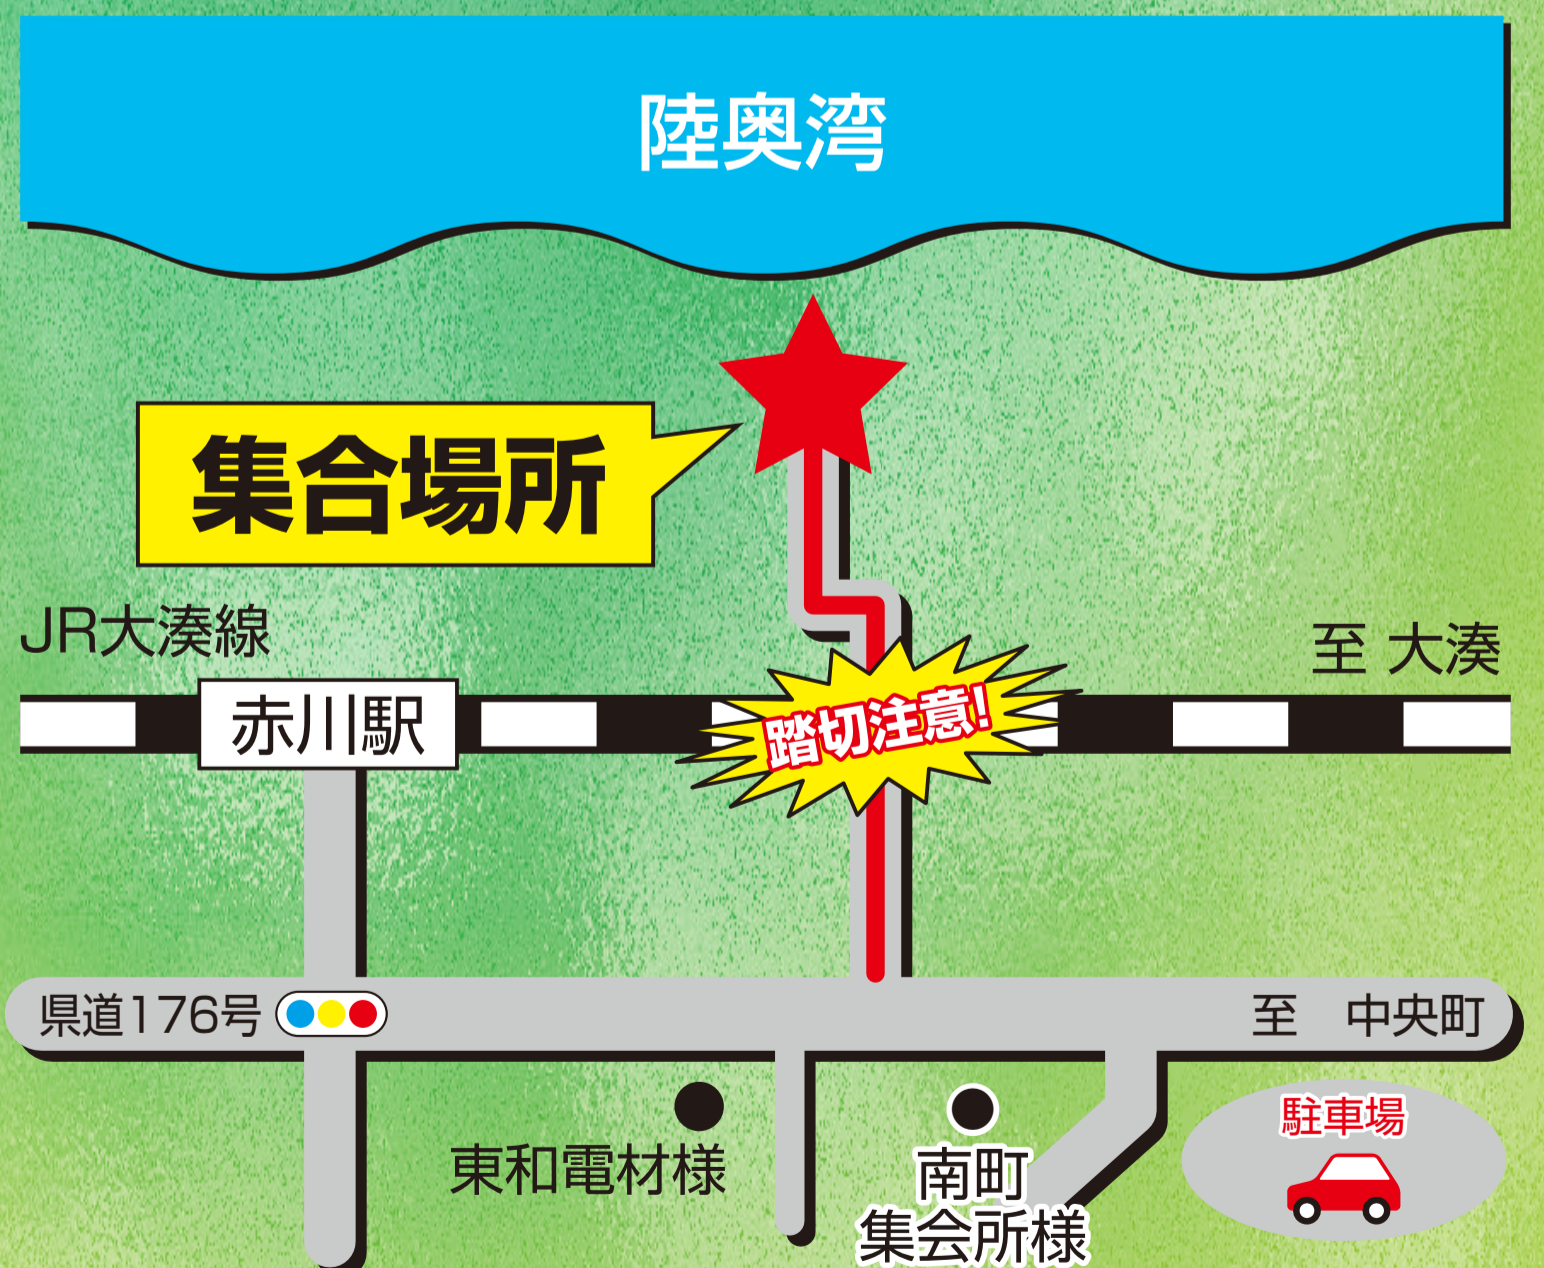 陸奥湾
集合場所
JR大湊線
至 大湊
赤川駅
踏切注意!
県道176号
至　中央町
駐車場
東和電材様
南町
集会所様